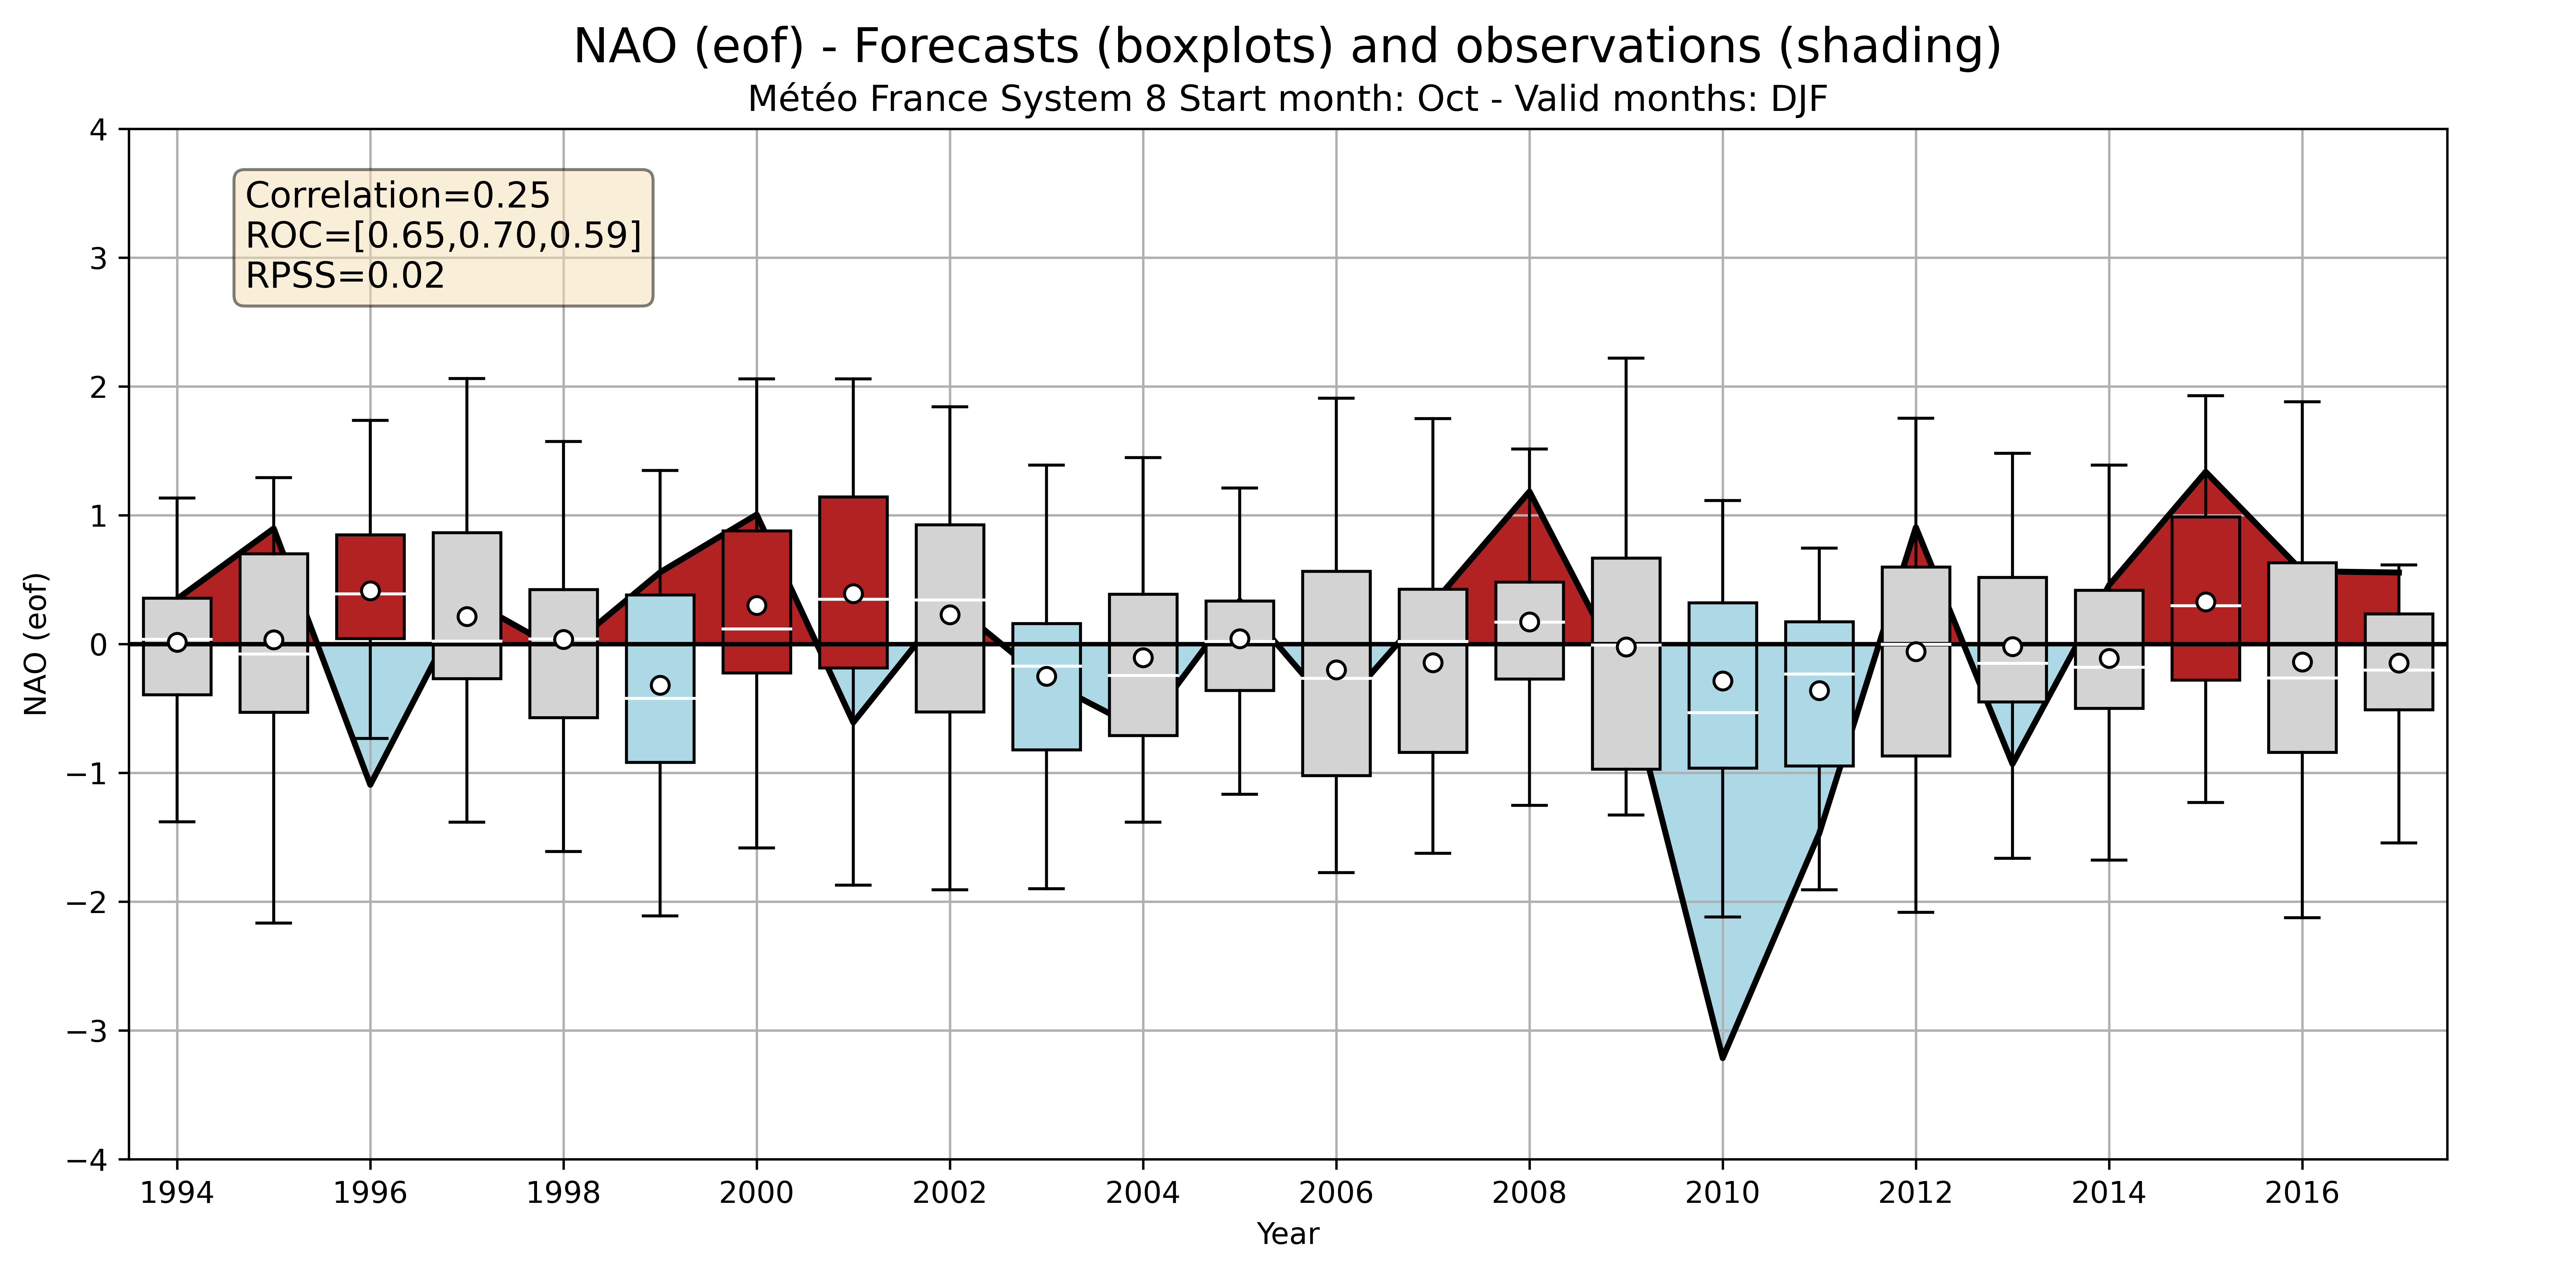 NAO (eof) - Forecasts (boxplots) and observations (shading)
Météo France System 8 Start month: Oct - Valid months: DJF
Correlation=0.25
ROC=[0.65,0.70,0.59]
RPSS=0.02
NAO (eof)
4
3
2
1
0
−1
−2
−3
−4
1994 1996 1998 2000 2002 2004 2006 2008 2010 2012 2014 2016
Year